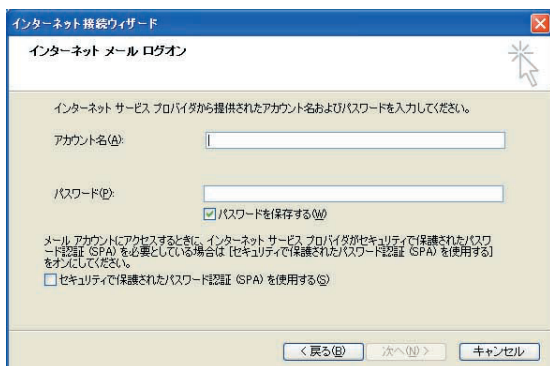 インターネット接続ウィザード
インターネット メール ログオン
インターネット サービス プロバイダから提供されたアカウント名およびパスワードを入力してください。
アカウント名(A):
パスワード(P):
パスワードを保存する(W)
メール アカウントにアクセスするときに、インターネット サービス プロバイダがセキュリティで保護されたパスワ
ード認証 (SPA) を必要としている場合は [セキュリティで保護されたパスワード認証 (SPA) を使用する]
をオンにしてください。
セキュリティで保護されたパスワード認証 (SPA) を使用する(S)
< 戻る(B)
次へ(N) >
キャンセル